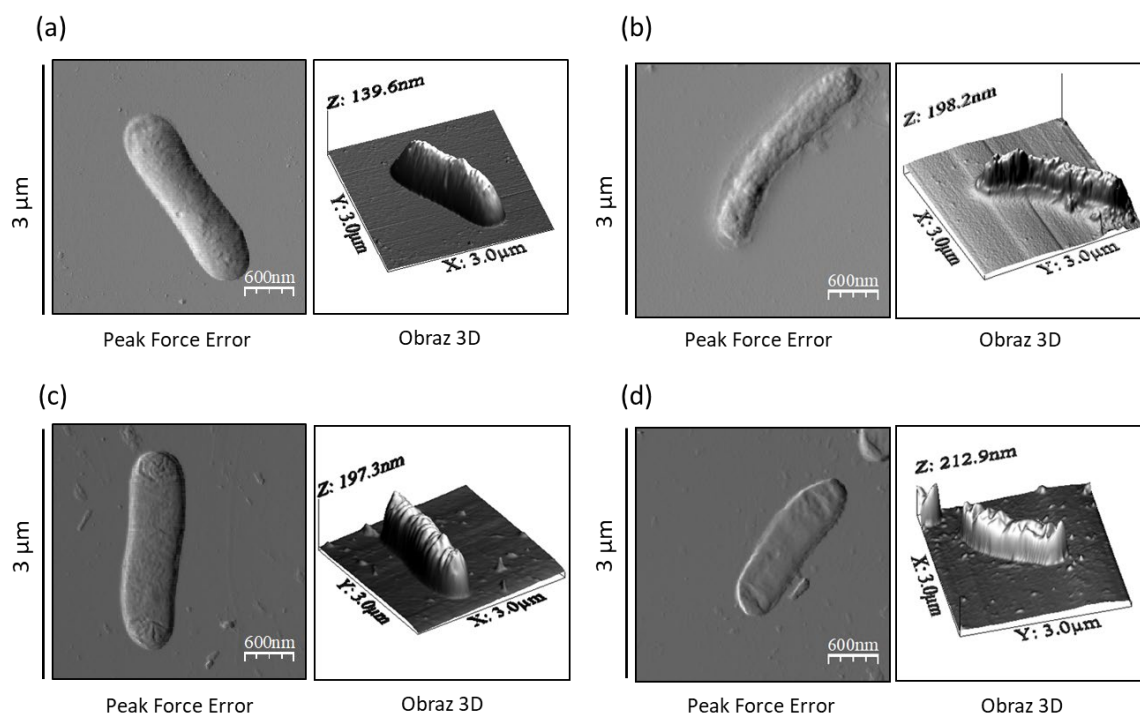 (a)
3 µm
600nm
Peak Force Error
Z: 139.6nm
Y: 3.0µm
X: 3.0µm
Obraz 3D
(b)
3 µm
600nm
Peak Force Error
Z: 198.2nm
X: 3.0µm
Y: 3.0µm
Obraz 3D
(c)
3 µm
600nm
Peak Force Error
Z: 197.3nm
Y: 3.0µm
X: 3.0µm
Obraz 3D
(d)
3 µm
600nm
Peak Force Error
Z: 212.9nm
X: 3.0µm
Y: 3.0µm
Obraz 3D